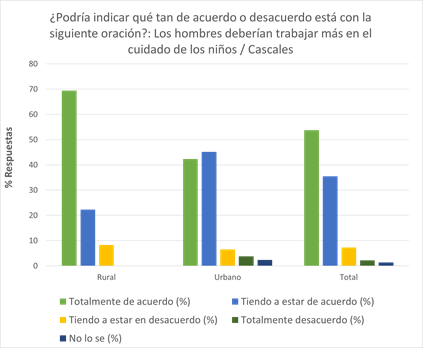 ¿Podría indicar qué tan de acuerdo o desacuerdo está con la
siguiente oración?: Los hombres deberían trabajar más en el
cuidado de los niños / Cascales
% Respuestas
80
70
60
50
40
30
20
10
0
Rural
Urbano
Total
Totalmente de acuerdo (%)
Tiendo a estar de acuerdo (%)
Tiendo a estar en desacuerdo (%)
Totalmente desacuerdo (%)
No lo se (%)